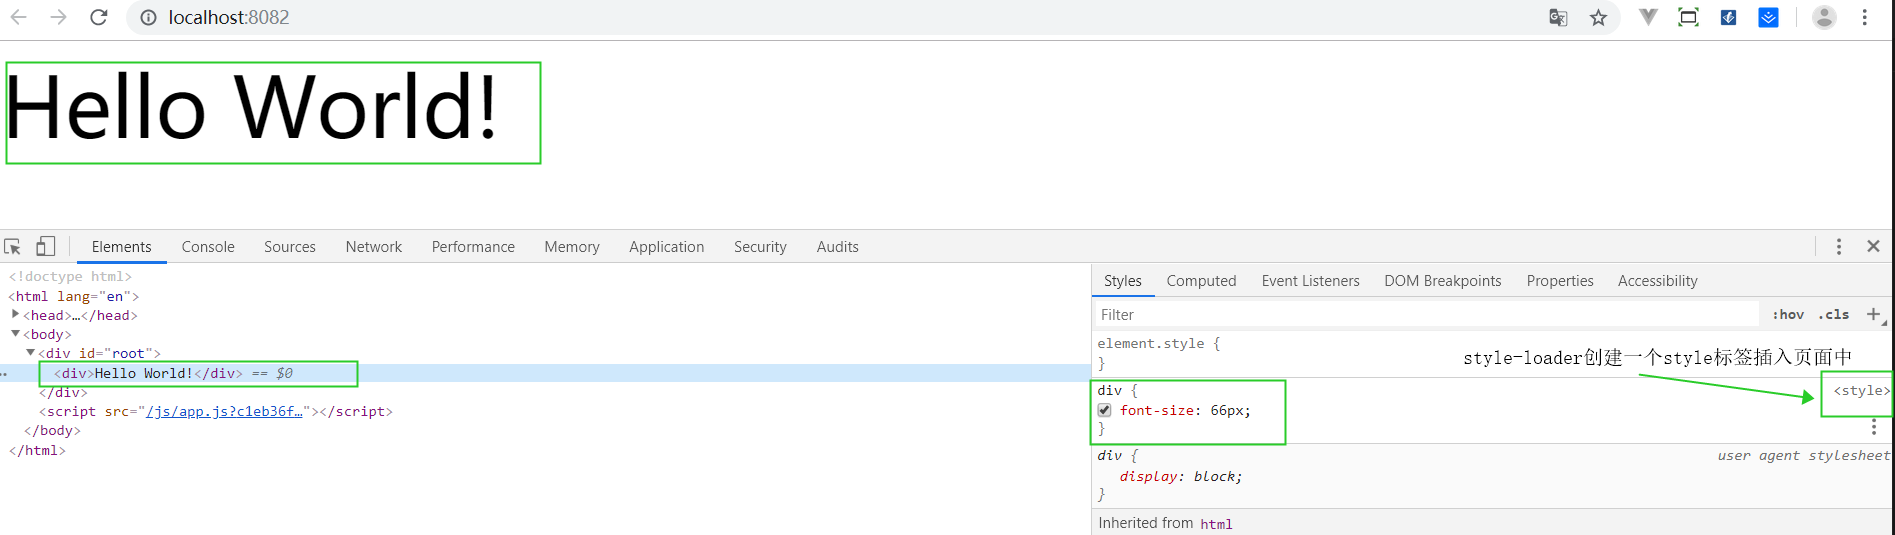 localhost:8082
Hello World!
Elements Console Sources Network Performance Memory Application Security Audits
<!doctype html>
<html lang="en">
<head>…</head>
<body>
<div id="root">
<div>Hello World!</div> == $0
</div>
<script src="/js/app.js?c1eb36f…"></script>
</body>
</html>
Styles Computed Event Listeners DOM Breakpoints Properties Accessibility
Filter :hov .cls +
element.style {
}
style-loader创建一个style标签插入页面中
div { <style>
font-size: 66px;
}
div { user agent stylesheet
display: block;
}
Inherited from html